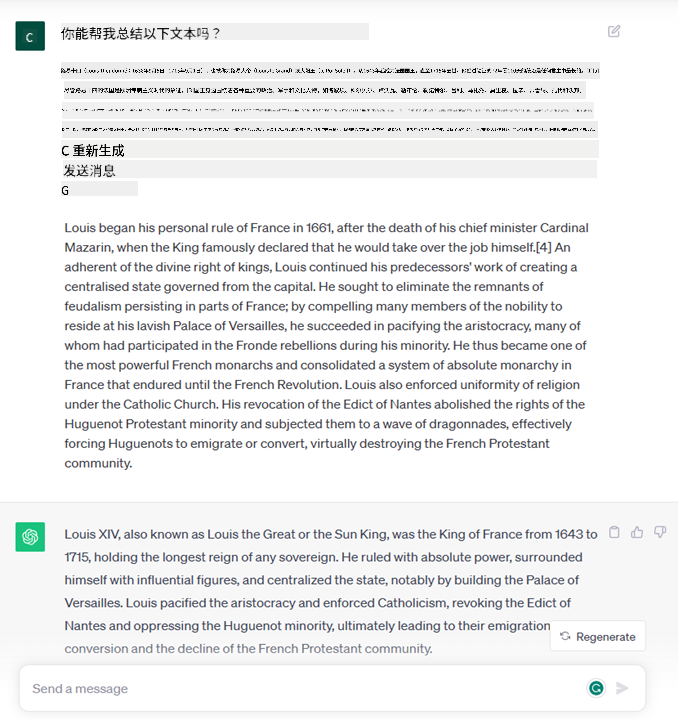 C
你能帮我总结以下文本吗？
C 重新生成
发送消息
G
Louis began his personal rule of France in 1661, after the death of his chief minister Cardinal
Mazarin, when the King famously declared that he would take over the job himself.[4] An
adherent of the divine right of kings, Louis continued his predecessors' work of creating a
centralised state governed from the capital. He sought to eliminate the remnants of
feudalism persisting in parts of France; by compelling many members of the nobility to
reside at his lavish Palace of Versailles, he succeeded in pacifying the aristocracy, many of
whom had participated in the Fronde rebellions during his minority. He thus became one of
the most powerful French monarchs and consolidated a system of absolute monarchy in
France that endured until the French Revolution. Louis also enforced uniformity of religion
under the Catholic Church. His revocation of the Edict of Nantes abolished the rights of the
Huguenot Protestant minority and subjected them to a wave of dragonnades, effectively
forcing Huguenots to emigrate or convert, virtually destroying the French Protestant
community.
Louis XIV, also known as Louis the Great or the Sun King, was the King of France from 1643 to
1715, holding the longest reign of any sovereign. He ruled with absolute power, surrounded
himself with influential figures, and centralized the state, notably by building the Palace of
Versailles. Louis pacified the aristocracy and enforced Catholicism, revoking the Edict of
Nantes and oppressing the Huguenot minority, ultimately leading to their emigration
Regenerate
conversion and the decline of the French Protestant community.
Send a message